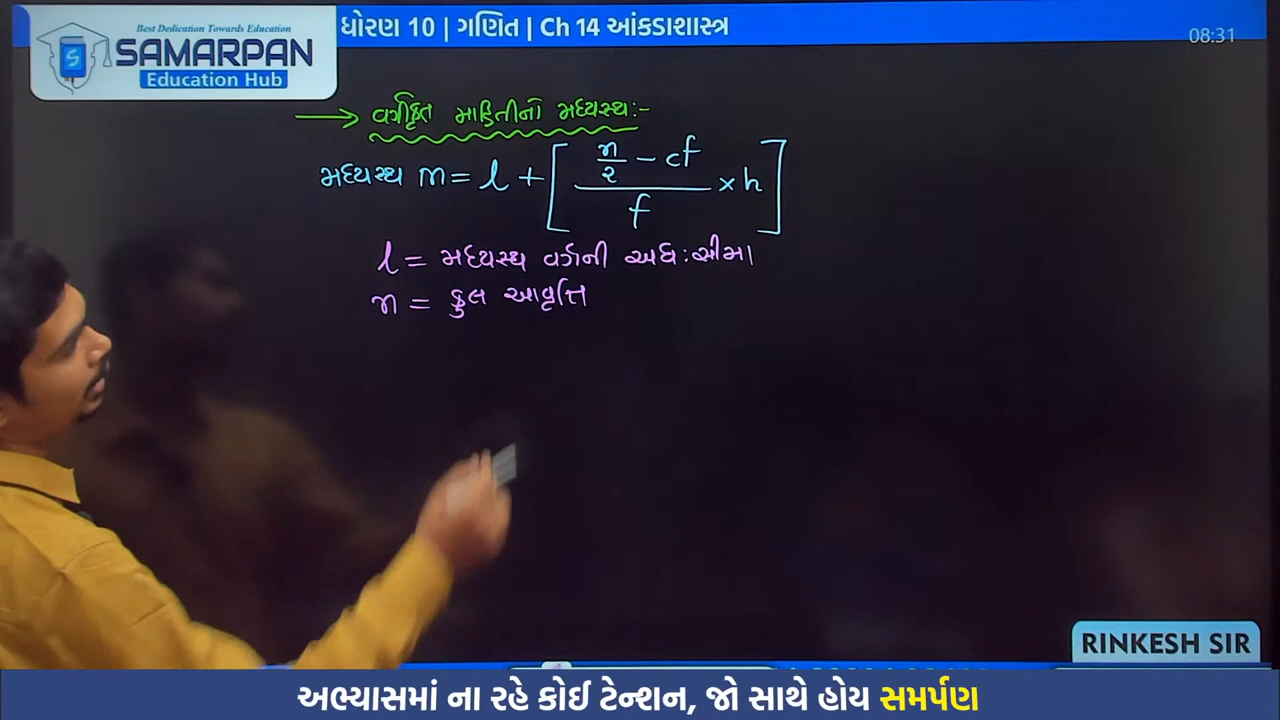 Best Dedication Towards Education
SAMARPAN
Education Hub
ધોરણ 10 | ગણિત | Ch 14 આંકડાશાસ્ત્ર
08:31
→ વર્ગીકૃત માહિતીનો મધ્યસ્થ:-
મધ્યસ્થ m = l + [ (n/2 - cf)/f × h ]
l = મધ્યસ્થ વર્ગની અધ:સીમા
n = કુલ આવૃત્તિ
RINKESH SIR
અભ્યાસમાં ના રહે કોઈ ટેન્શન, જો સાથે હોય સમર્પણ